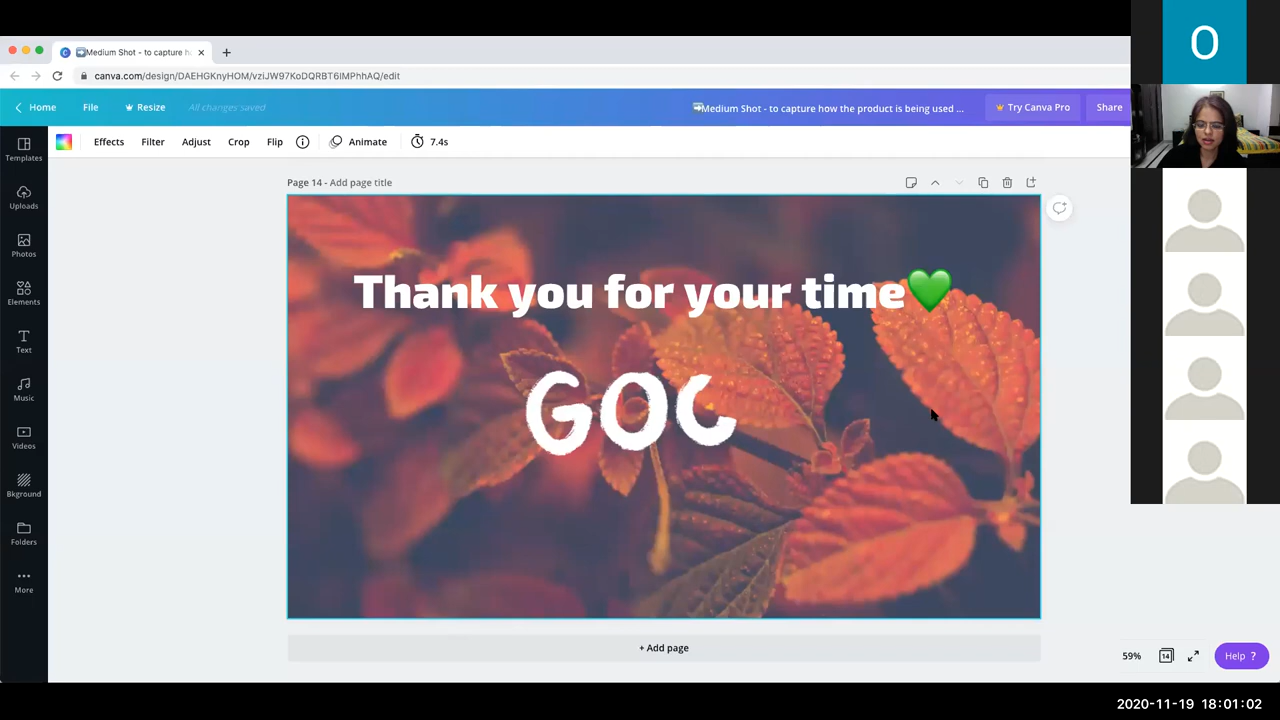 O
Medium Shot - to capture h
canva.com/design/DAEHGKnyHOM/vziJW97KoDQRBT6IMPhhAQ/edit
Home File Resize All changes saved Medium Shot - to capture how the product is being used ... Try Canva Pro Share
Effects Filter Adjust Crop Flip Animate 7.4s
Templates
Uploads
Photos
Elements
Text
Music
Videos
Bkground
Folders
More
Page 14 - Add page title
Thank you for your time💚
GOC
+ Add page
59% 14 Help ?
2020-11-19 18:01:02